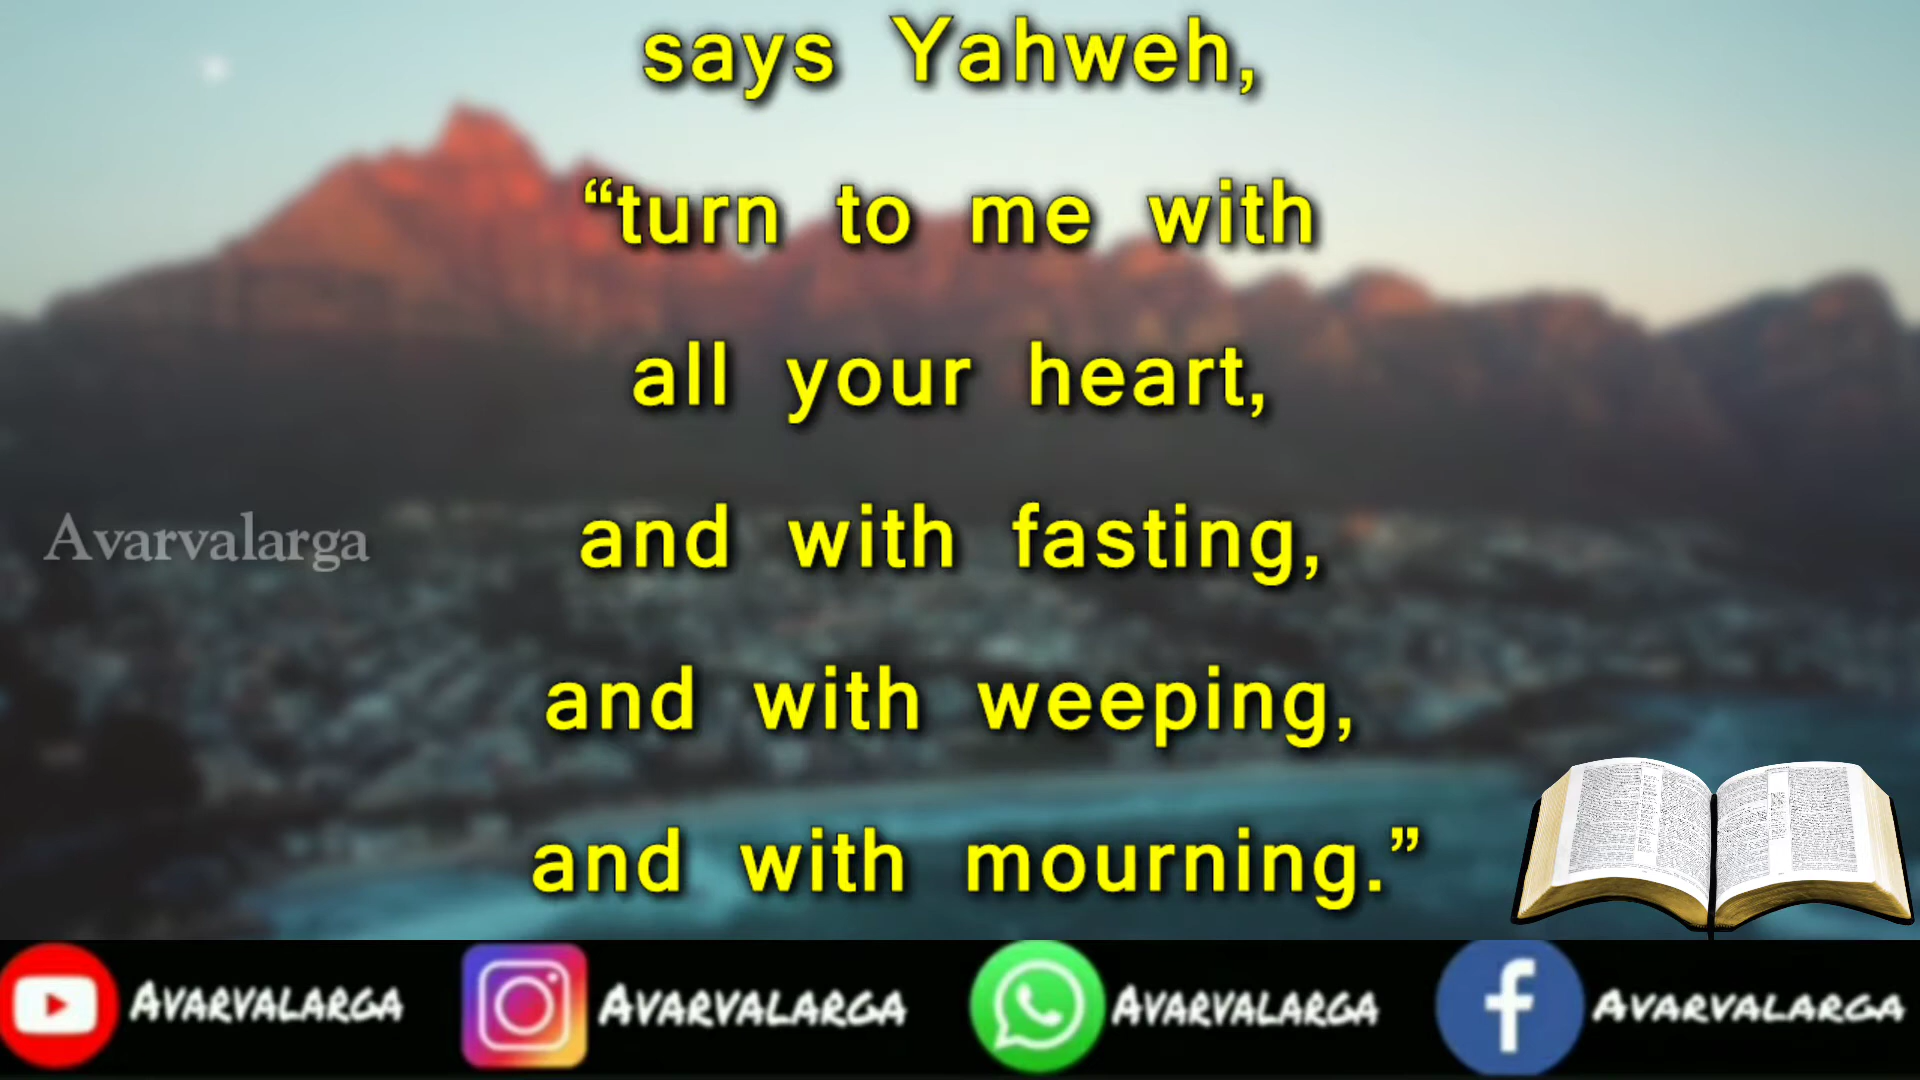 says Yahweh,
“turn to me with
all your heart,
and with fasting,
Avarvalarga
and with weeping,
and with mourning.”
AVARVALARGA AVARVALARGA AVARVALARGA AVARVALARGA